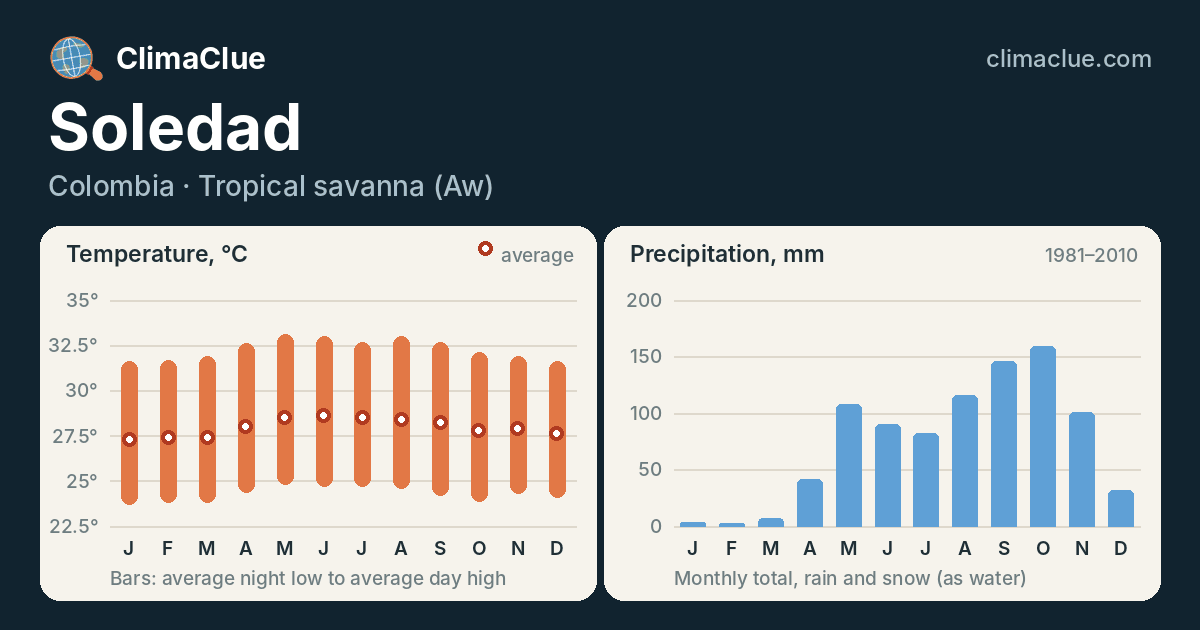 ClimaClue
climaclue.com
Soledad
Colombia · Tropical savanna (Aw)
Temperature, °C
average
35°
32.5°
30°
27.5°
25°
22.5°
J F M A M J J A S O N D
Bars: average night low to average day high
Precipitation, mm
1981–2010
200
150
100
50
0
J F M A M J J A S O N D
Monthly total, rain and snow (as water)